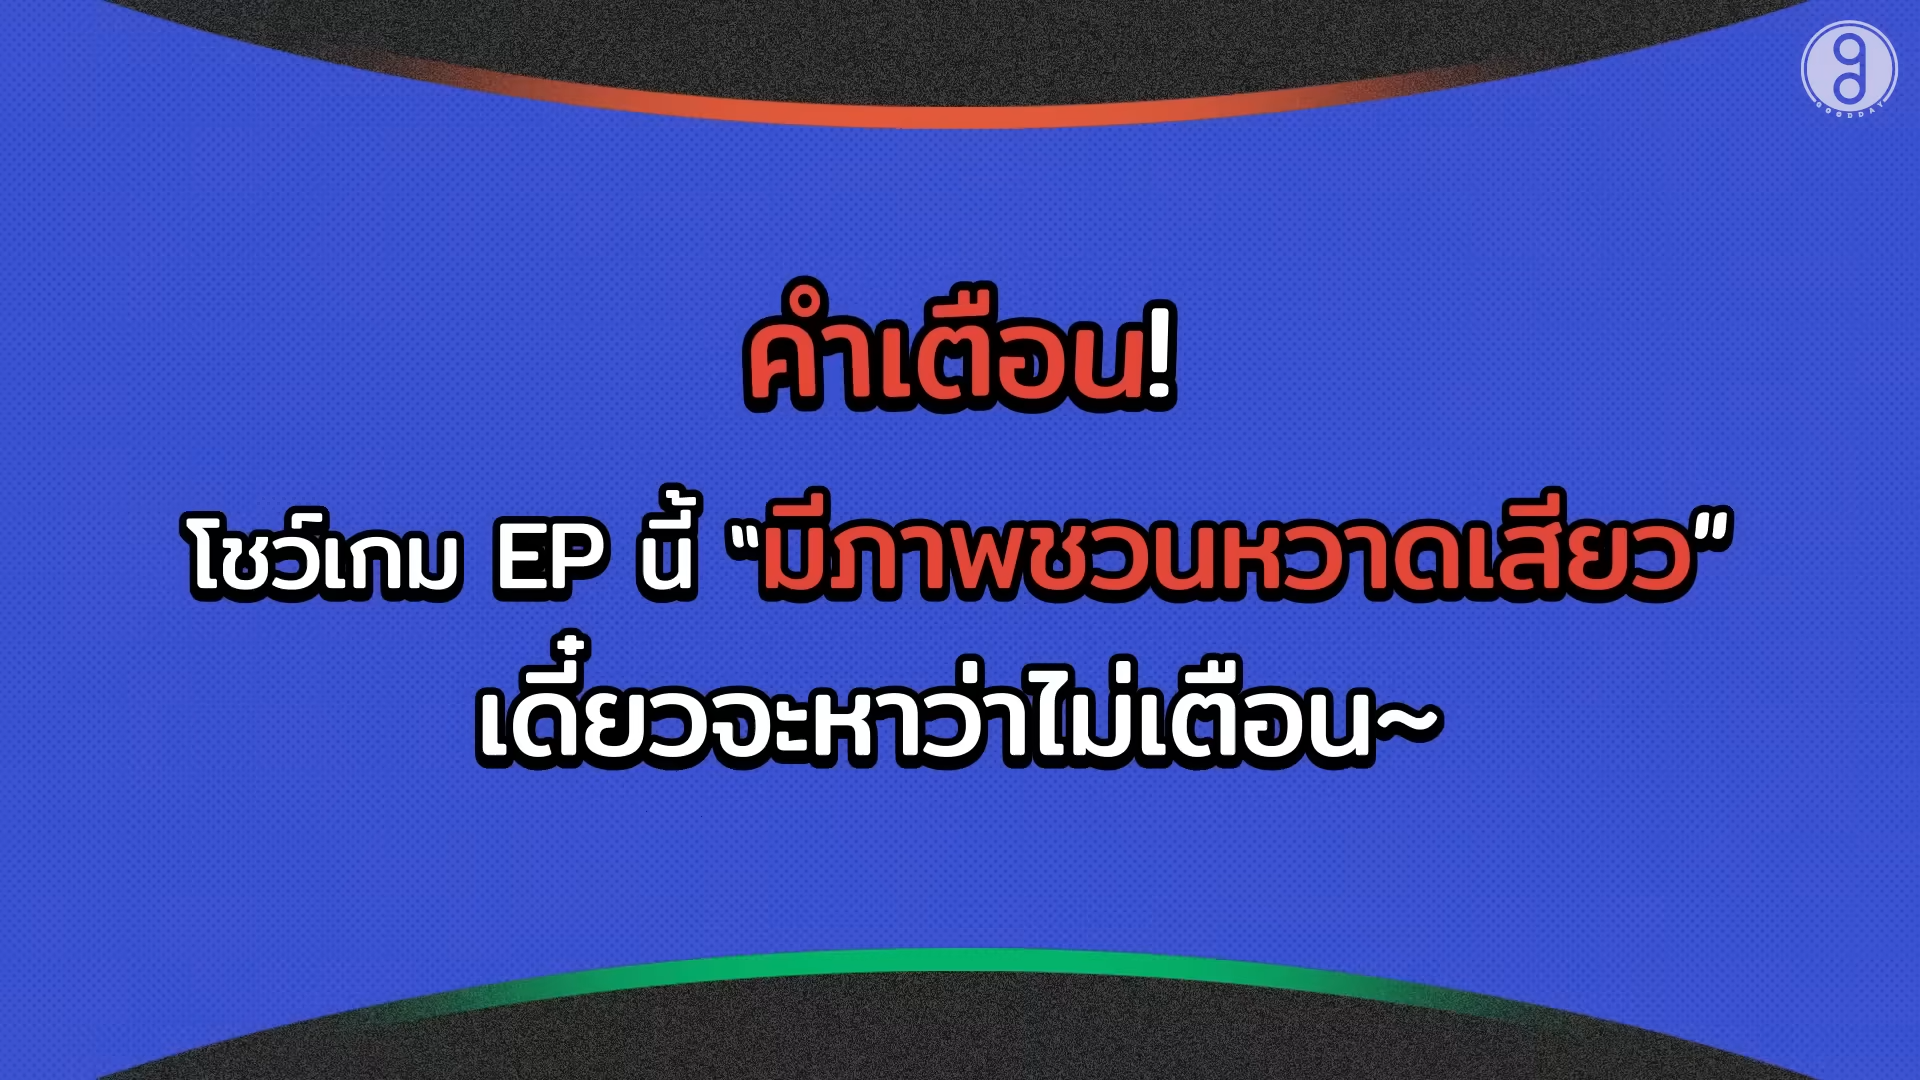 GOODDAY
คำเตือน!
โชว์เกม EP นี้ “มีภาพชวนหวาดเสียว”
เดี๋ยวจะหาว่าไม่เตือน~